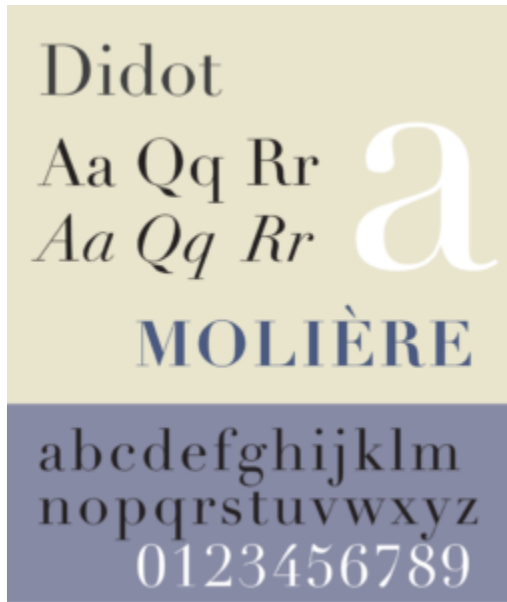 Didot
Aa Qq Rr
a
Aa Qq Rr
MOLIÈRE
abcdefghijklm
nopqrstuvwxyz
0123456789